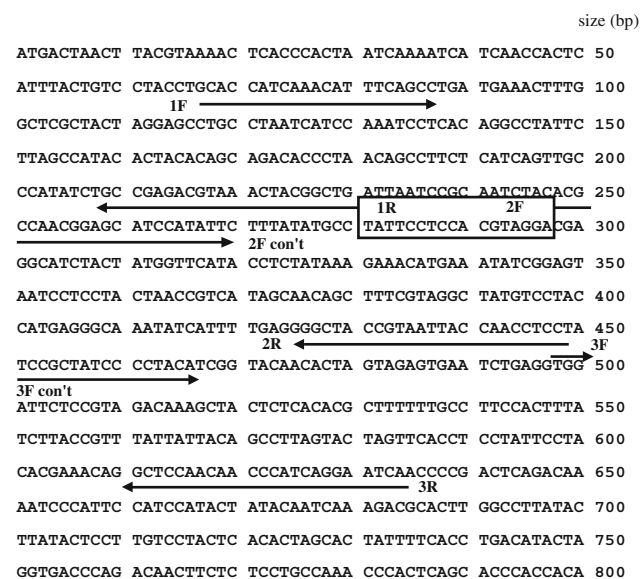 size (bp)
ATGACTAACT TACGTAAAAC TCACCCACTA ATCAAAATCA TCAACCACTC 50
ATTTACTGTC CTACCTGCAC CATCAAACAT TTCAGCCTGA TGAAACTTTG 100
1F
GCTCGCTACT AGGAGCCTGC CTAATCATCC AAATCCTCAC AGGCCTATTC 150
TTAGCCATAC ACTACACAGC AGACACCCTA ACAGCCTTCT CATCAGTTGC 200
CCATATCTGC CGAGACGTAA ACTACGGCTG ATTAATCCGC AATCTACACG 250
1R 2F
CCAACGGAGC ATCCATATTC TTTATATGCC TATTCCTCCA CGTAGGACGA 300
2F con't
GGCATCTACT ATGGTTCATA CCTCTATAAA GAAACATGAA ATATCGGAGT 350
AATCCTCCTA CTAACCGTCA TAGCAACAGC TTTCGTAGGC TATGTCCTAC 400
CATGAGGGCA AATATCATTT TGAGGGGCTA CCGTAATTAC CAACCTCCTA 450
2R 3F
TCCGCTATCC CCTACATCGG TACAACACTA GTAGAGTGAA TCTGAGGTGG 500
3F con't
ATTCTCCGTA GACAAAGCTA CTCTCACACG CTTTTTTGCC TTCCACTTTA 550
TCTTACCGTT TATTATTACA GCCTTAGTAC TAGTTCACCT CCTATTCCTA 600
CACGAAACAG GCTCCAACAA CCCATCAGGA ATCAACCCCG ACTCAGACAA 650
3R
AATCCCATTC CATCCATACT ATACAATCAA AGACGCACTT GGCCTTATAC 700
TTATACTCCT TGTCCTACTC ACACTAGCAC TATTTTCACC TGACATACTA 750
GGTGACCCAG ACAACTTCTC TCCTGCCAAA CCCACTCAGC ACCCACCACA 800